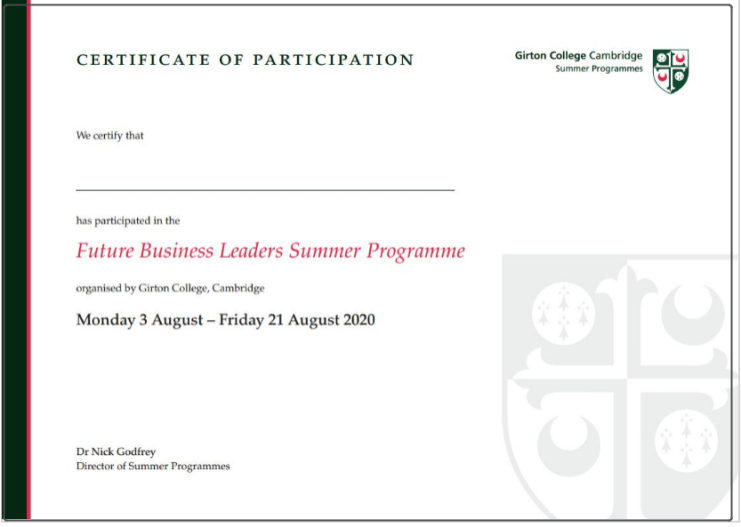 CERTIFICATE OF PARTICIPATION
Girton College Cambridge
Summer Programmes
We certify that
has participated in the
Future Business Leaders Summer Programme
organised by Girton College, Cambridge
Monday 3 August – Friday 21 August 2020
Dr Nick Godfrey
Director of Summer Programmes